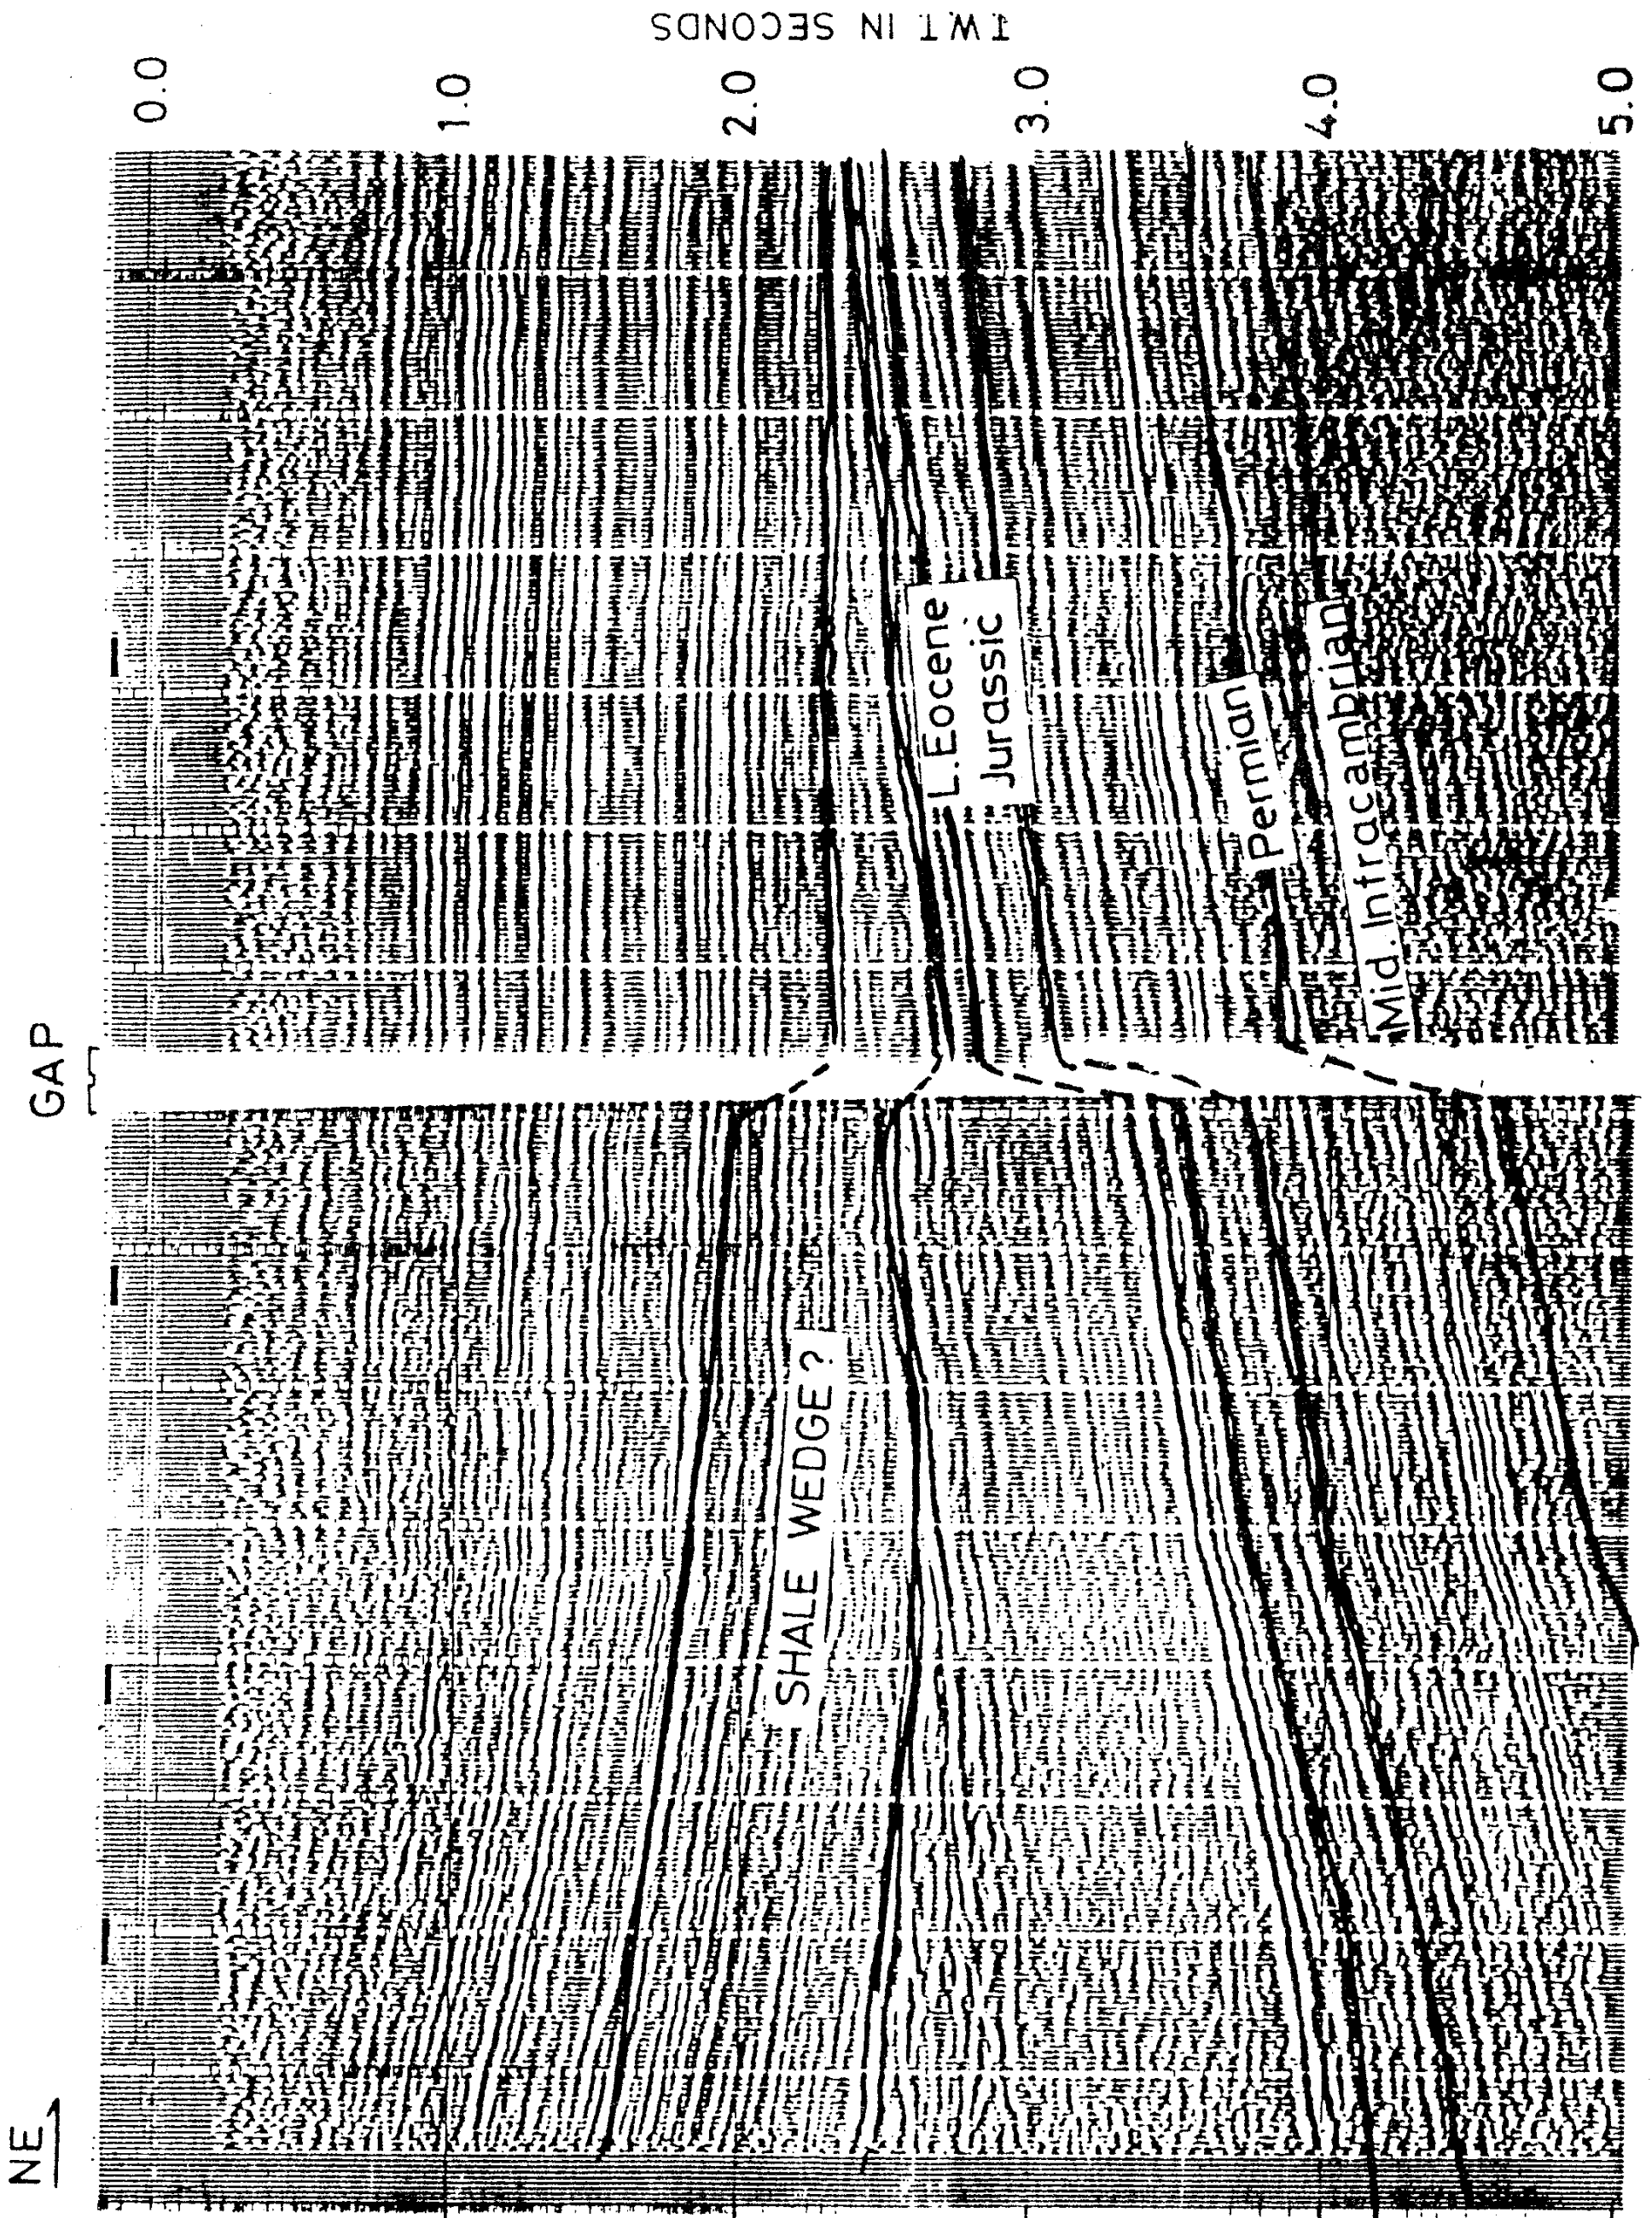 NE
GAP
T.W.T. IN SECONDS
0.0
1.0
2.0
3.0
4.0
5.0
SHALE WEDGE?
L.Eocene
Jurassic
Permian
Mid. Infracambrian